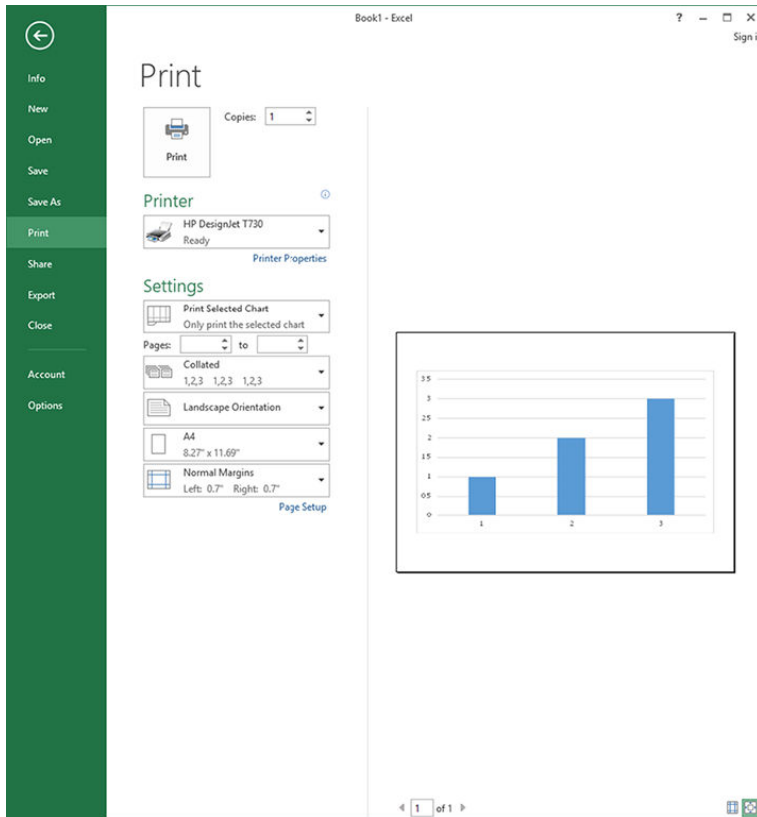 Book1 - Excel
?
Sign i
Info
New
Open
Save
Save As
Print
Share
Export
Close
Account
Options
Print
Copies: 1
Print
Printer
HP DesignJet T730
Ready
Printer Properties
Settings
Print Selected Chart
Only print the selected chart
Pages: to
Collated
1,2,3 1,2,3 1,2,3
Landscape Orientation
A4
8.27" x 11.69"
Normal Margins
Left: 0.7" Right: 0.7"
Page Setup
3.5
3
2.5
2
1.5
1
0.5
0
1 2 3
1 of 1